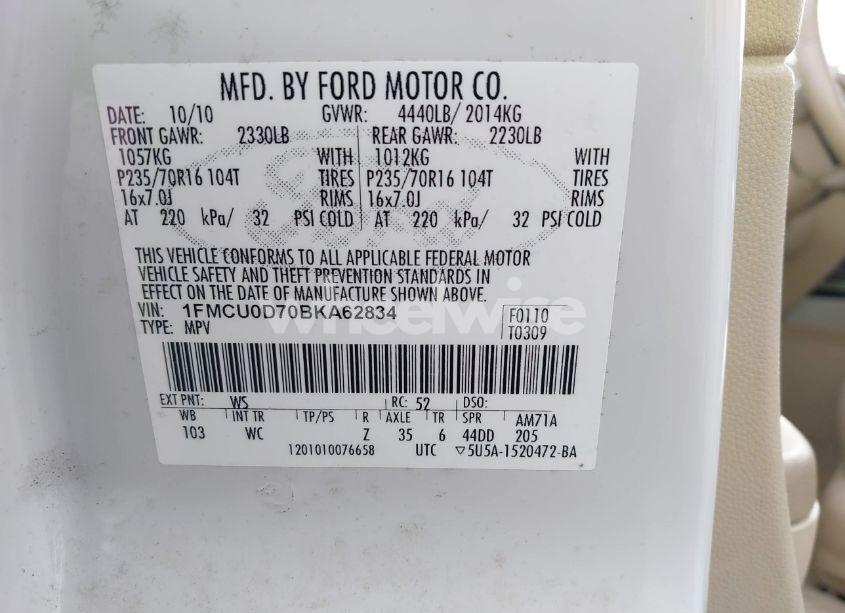 MFD. BY FORD MOTOR CO.
DATE: 10/10 GVWR: 4440LB/ 2014KG
FRONT GAWR: 2330LB REAR GAWR: 2230LB
1057KG WITH 1012KG WITH
P235/70R16 104T TIRES P235/70R16 104T TIRES
16x7.0J RIMS 16x7.0J RIMS
AT 220 kPa/ 32 PSI COLD AT 220 kPa/ 32 PSI COLD
THIS VEHICLE CONFORMS TO ALL APPLICABLE FEDERAL MOTOR
VEHICLE SAFETY AND THEFT PREVENTION STANDARDS IN
EFFECT ON THE DATE OF MANUFACTURE SHOWN ABOVE.
VIN: 1FMCU0D70BKA62834 F0110
TYPE: MPV T0309
wheelwire
EXT PNT: WS RC: 52 DSO:
WB INT TR TP/PS R AXLE TR SPR AM71A
103 WC Z 35 6 44DD 205
1201010076658 UTC ▽5U5A-1520472-BA